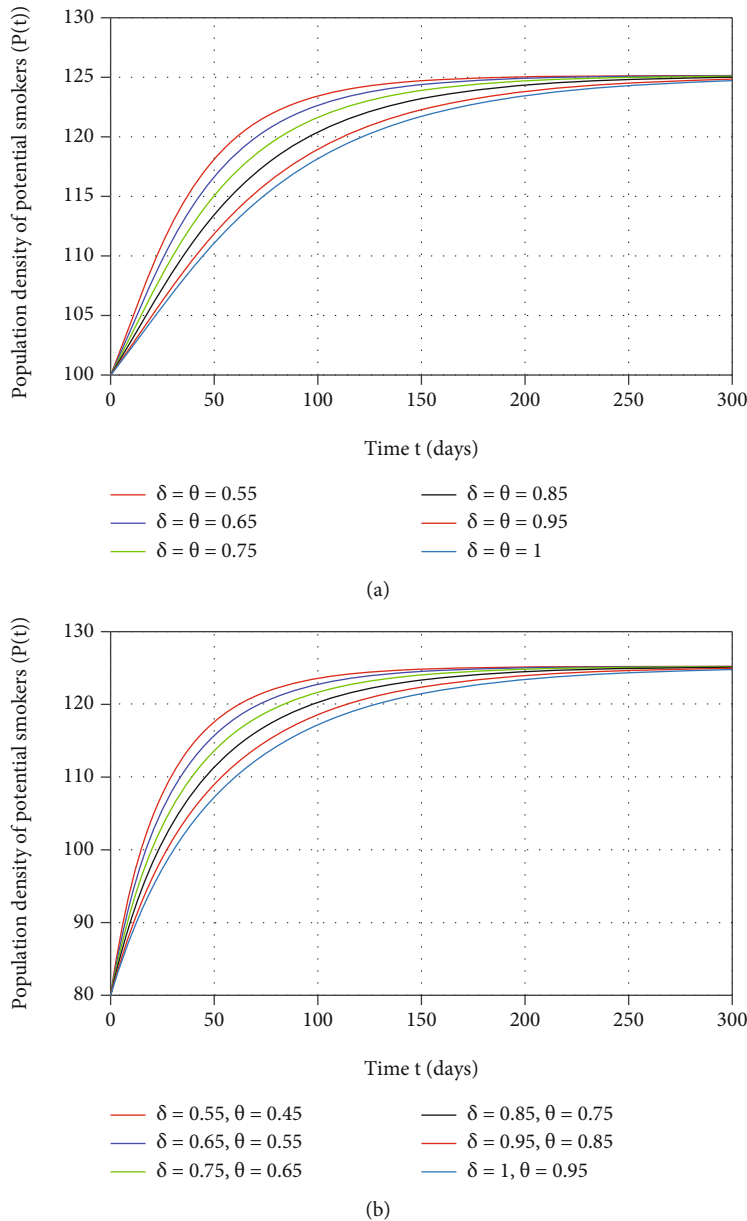 Population density of potential smokers (P(t))
130
125
120
115
110
105
100
0
50
100
150
200
250
300
Time t (days)
δ = θ = 0.55
δ = θ = 0.65
δ = θ = 0.75
δ = θ = 0.85
δ = θ = 0.95
δ = θ = 1
(a)
Population density of potential smokers (P(t))
130
120
110
100
90
80
0
50
100
150
200
250
300
Time t (days)
δ = 0.55, θ = 0.45
δ = 0.65, θ = 0.55
δ = 0.75, θ = 0.65
δ = 0.85, θ = 0.75
δ = 0.95, θ = 0.85
δ = 1, θ = 0.95
(b)